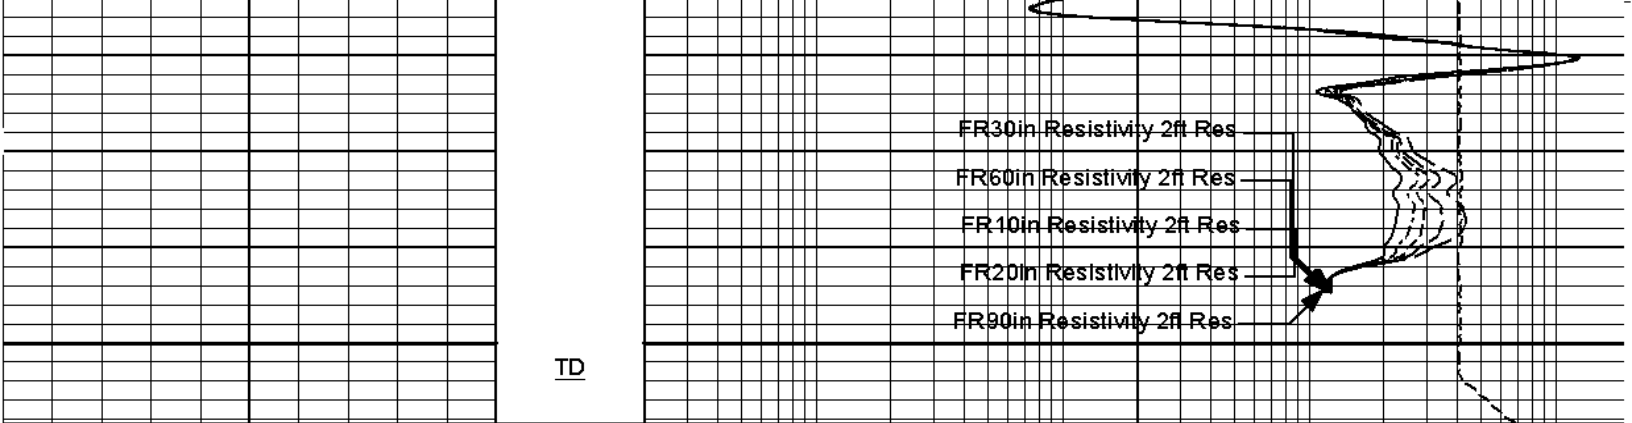 FR30in Resistivity 2ft Res
FR60in Resistivity 2ft Res
FR10in Resistivity 2ft Res
FR20in Resistivity 2ft Res
FR90in Resistivity 2ft Res
TD